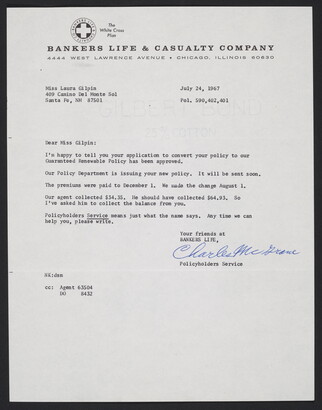 The
White Cross
Plan
BANKERS LIFE & CASUALTY COMPANY
4444 WEST LAWRENCE AVENUE • CHICAGO, ILLINOIS 60630
Miss Laura Gilpin
409 Camino Del Monte Sol
Santa Fe, NM 87501
July 24, 1967
Pol. 590,402,401
Dear Miss Gilpin:
I'm happy to tell you your application to convert your policy to our
Guaranteed Renewable Policy has been approved.
Our Policy Department is issuing your new policy. It will be sent soon.
The premiums were paid to December 1. We made the change August 1.
Our agent collected $34.35. He should have collected $64.93. So
I've asked him to collect the balance from you.
Policyholders Service means just what the name says. Any time we can
help you, please write.
Your friends at
BANKERS LIFE,
Charles McGrane
Policyholders Service
cc: Agent 63504
DO 8432